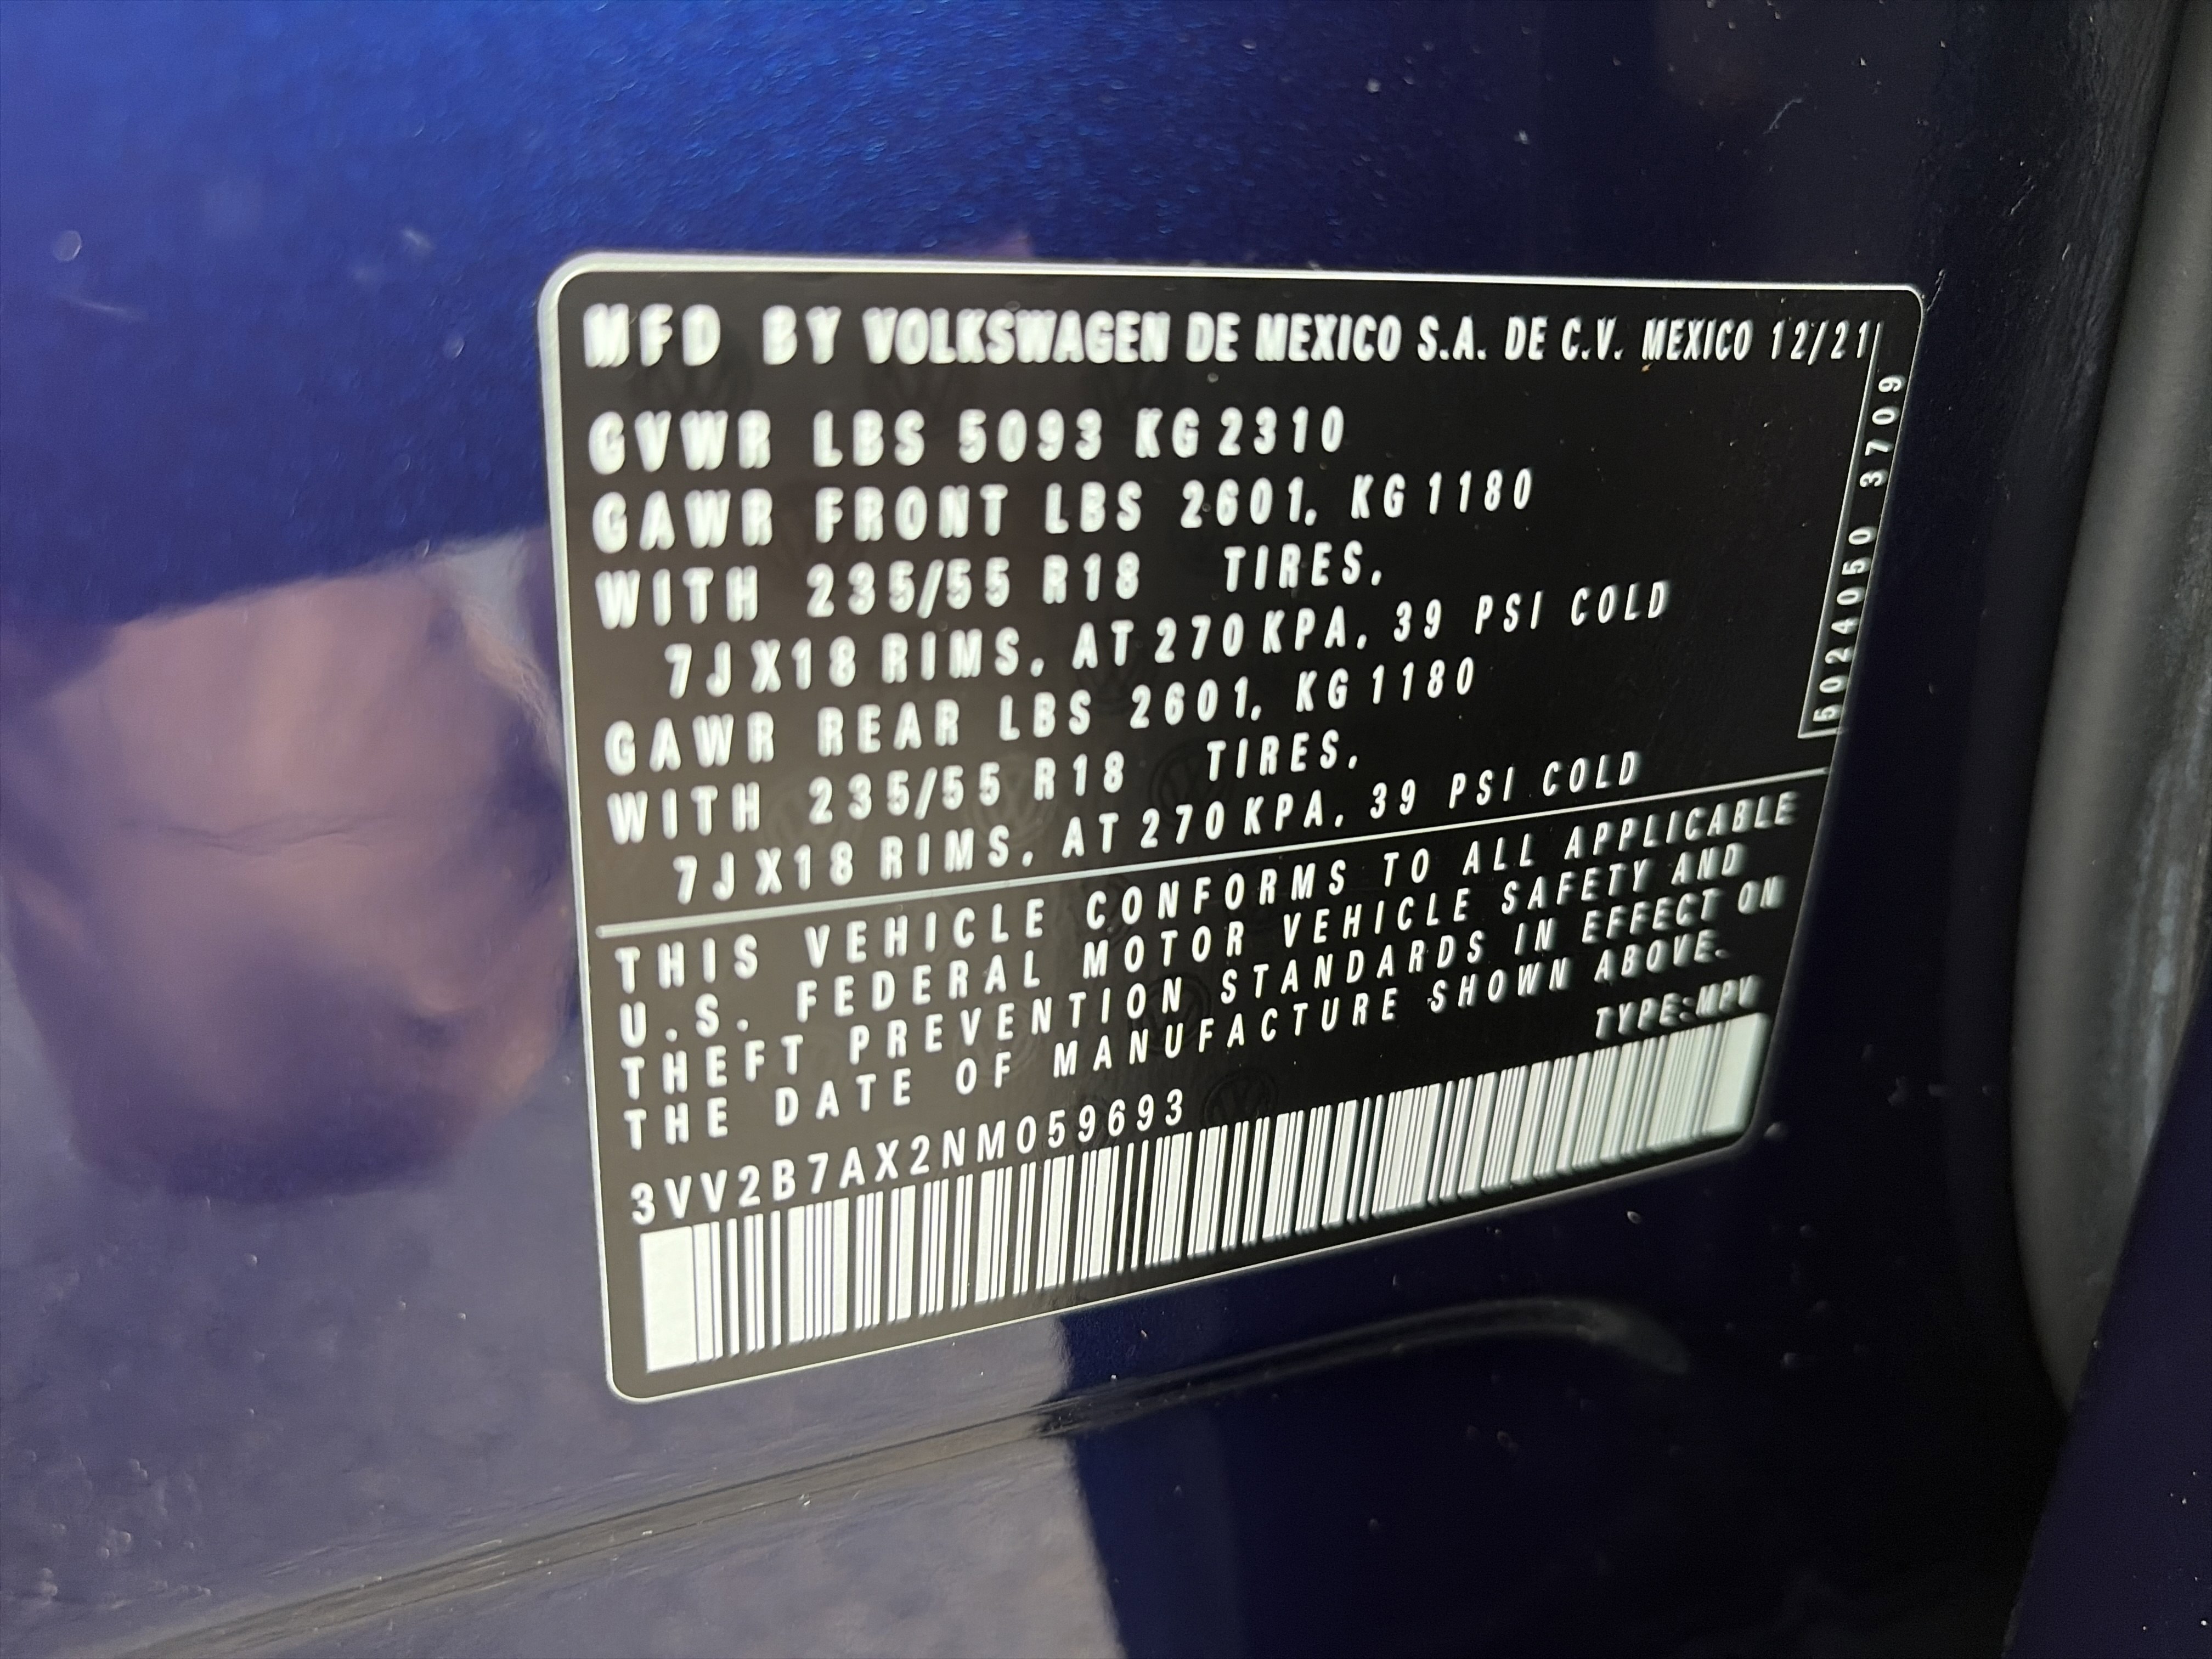 MFD BY VOLKSWAGEN DE MEXICO S.A. DE C.V. MEXICO 12/21
GVWR LBS 5093 KG 2310
GAWR FRONT LBS 2601, KG 1180
WITH 235/55 R18 TIRES,
7JX18 RIMS, AT 270 KPA, 39 PSI COLD
GAWR REAR LBS 2601, KG 1180
WITH 235/55 R18 TIRES,
7JX18 RIMS, AT 270 KPA, 39 PSI COLD
5024050 3709
THIS VEHICLE CONFORMS TO ALL APPLICABLE
U.S. FEDERAL MOTOR VEHICLE SAFETY AND
THEFT PREVENTION STANDARDS IN EFFECT ON
THE DATE OF MANUFACTURE SHOWN ABOVE.
TYPE:MPV
3VV2B7AX2NM059693